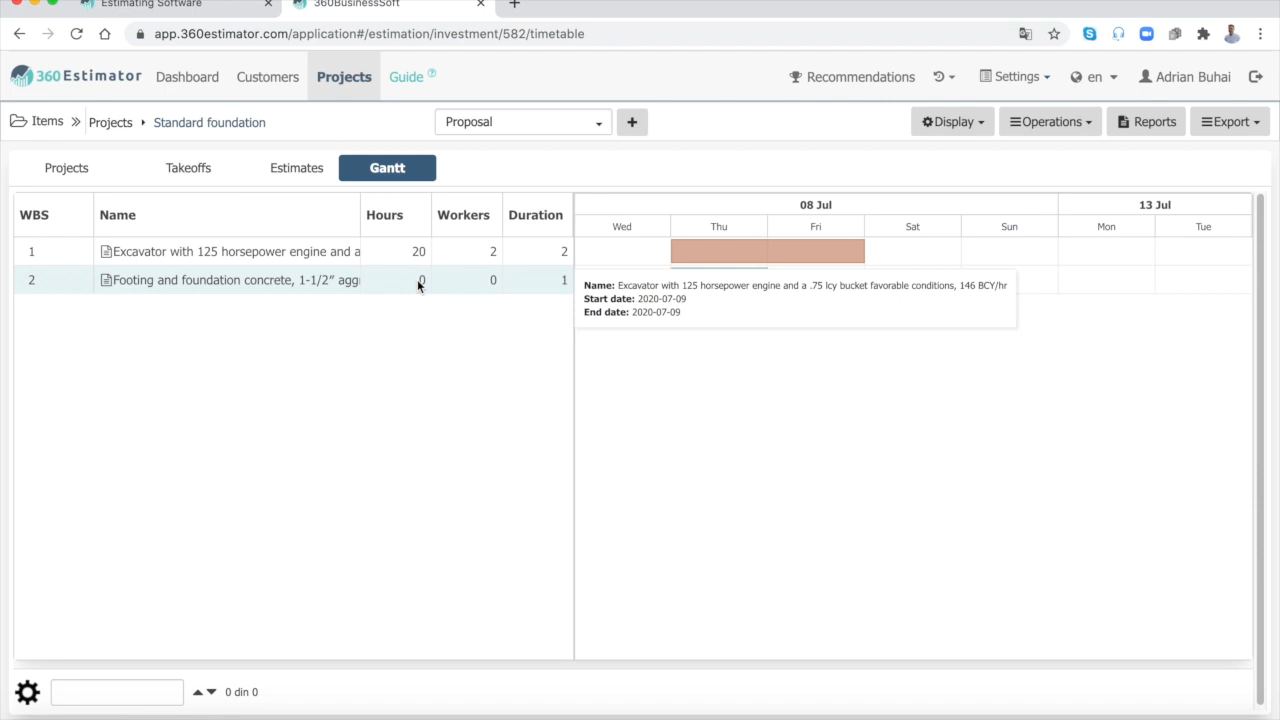 Estimating Software
360BusinessSoft
app.360estimator.com/application#/estimation/investment/582/timetable
360Estimator Dashboard Customers Projects Guide Recommendations Settings en Adrian Buhai
Items Projects Standard foundation Proposal Display Operations Reports Export
Projects Takeoffs Estimates Gantt
WBS Name Hours Workers Duration 08 Jul 13 Jul
Wed Thu Fri Sat Sun Mon Tue
1 Excavator with 125 horsepower engine and a 20 2 2
2 Footing and foundation concrete, 1-1/2″ aggr 0 0 1
Name: Excavator with 125 horsepower engine and a .75 lcy bucket favorable conditions, 146 BCY/hr
Start date: 2020-07-09
End date: 2020-07-09
0 din 0